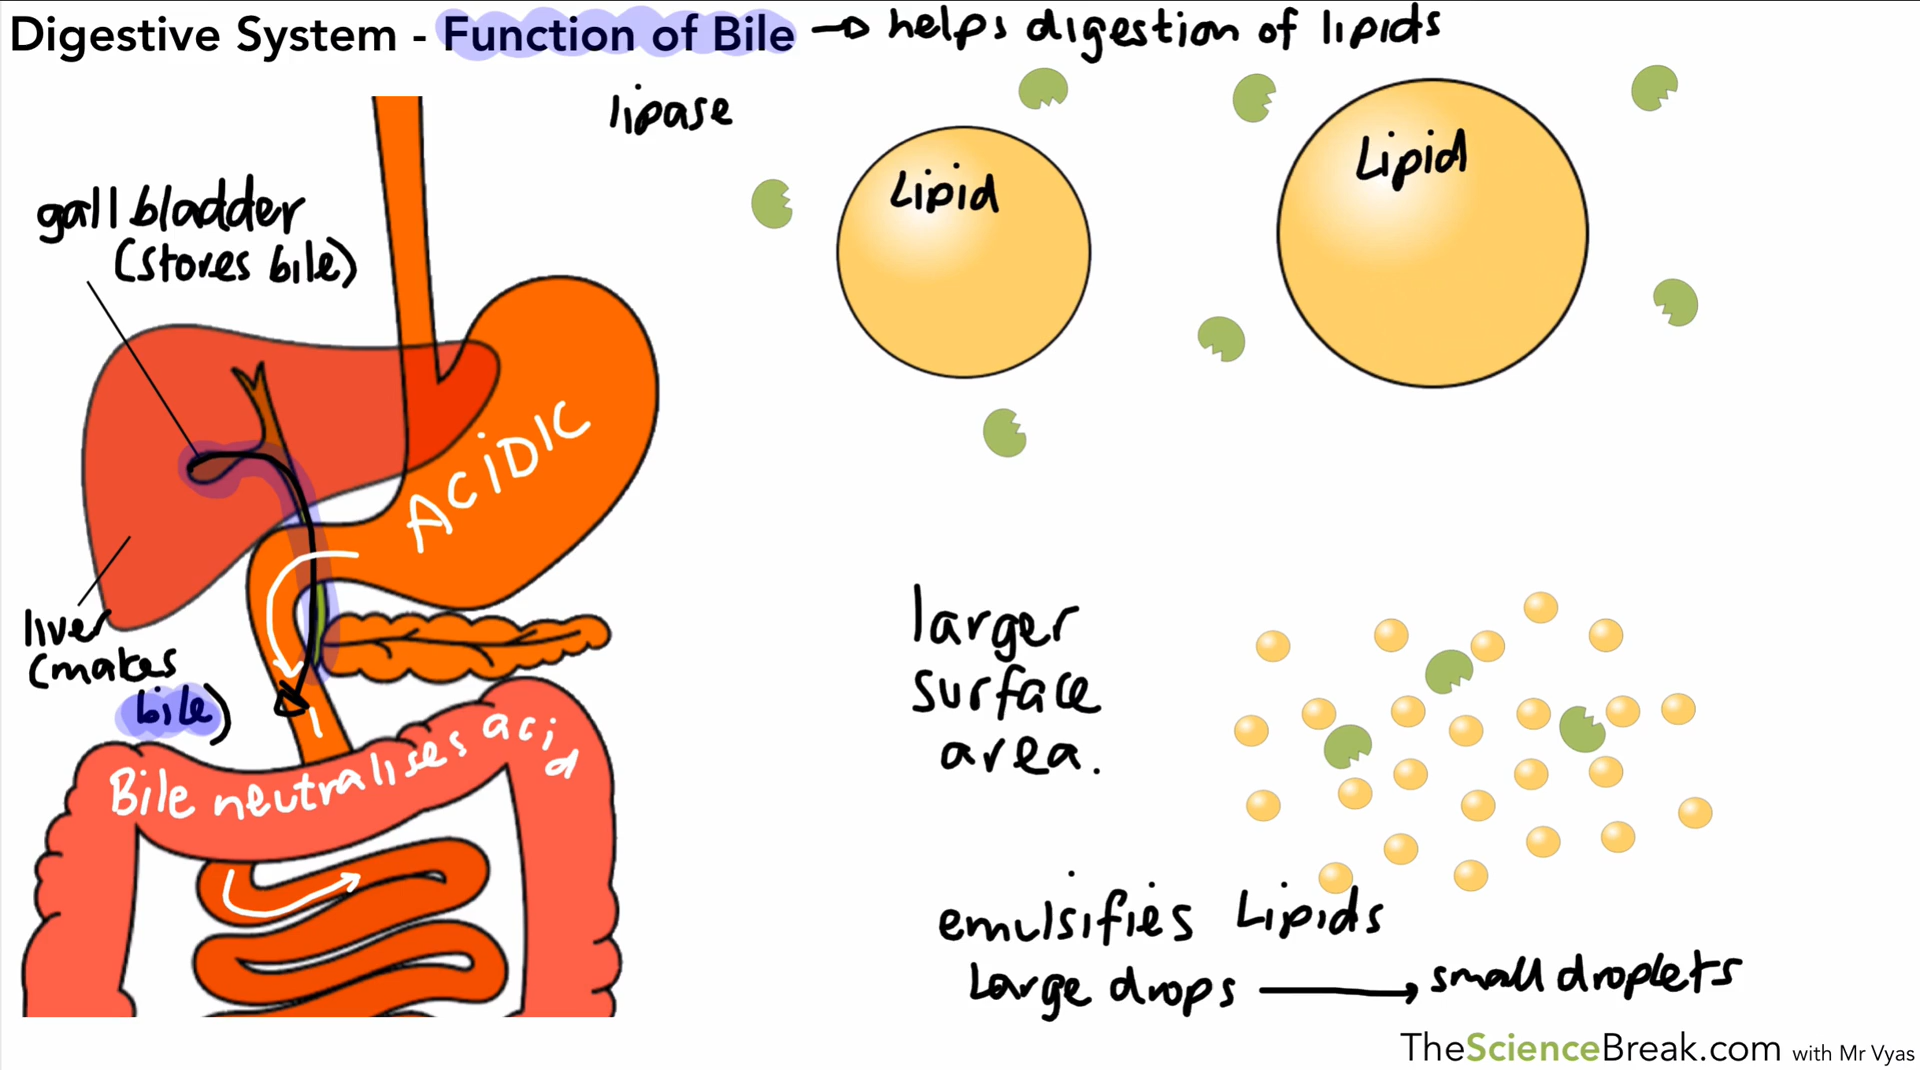 Digestive System - Function of Bile → helps digestion of lipids
lipase
Lipid
Lipid
gall bladder
(stores bile)
ACiDIC
liver
(makes
bile)
Bile neutralises acid
larger
surface
area.
emulsifies Lipids
Large drops → small droplets
TheScienceBreak.com with Mr Vyas